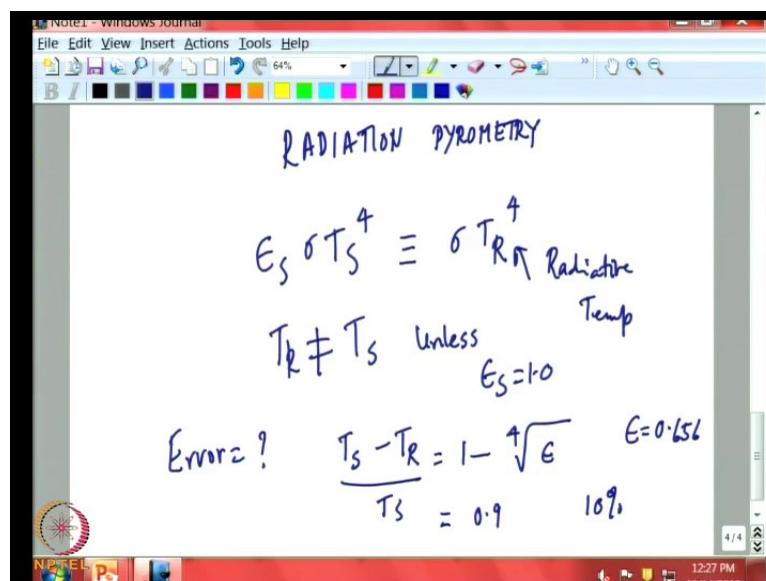 Note1 - Windows Journal
File Edit View Insert Actions Tools Help
64%
B I
RADIATION PYROMETRY
ϵ_S σ T_S^4 ≡ σ T_R^4 ↖ Radiative
Temp
T_R ≠ T_S Unless
ϵ_S = 1.0
Error = ? (T_S - T_R)/T_S = 1 - ∜ϵ ϵ=0.656
= 0.9 10%
4/4
NPTEL
12:27 PM